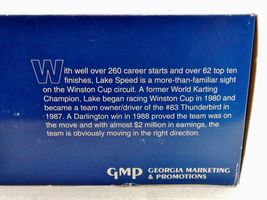 With well over 260 career starts and over 62 top ten
finishes, Lake Speed is a more-than-familiar sight
on the Winston Cup circuit. A former World Karting
Champion, Lake began racing Winston Cup in 1980 and
became a team owner/driver of the #83 Thunderbird in
1987. A Darlington win in 1988 proved the team was on
the move and with almost $2 million in earnings, the
team is obviously moving in the right direction.
GMP GEORGIA MARKETING
& PROMOTIONS